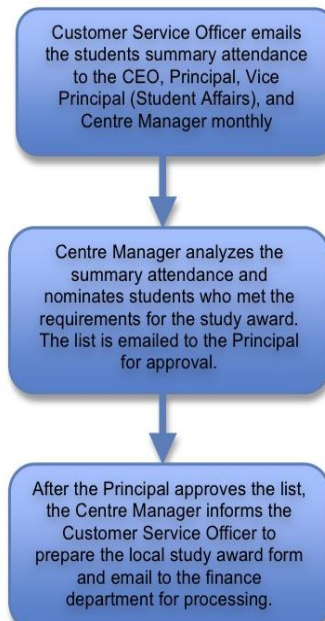 Customer Service Officer emails
the students summary attendance
to the CEO, Principal, Vice
Principal (Student Affairs), and
Centre Manager monthly
Centre Manager analyzes the
summary attendance and
nominates students who met the
requirements for the study award.
The list is emailed to the Principal
for approval.
After the Principal approves the list,
the Centre Manager informs the
Customer Service Officer to
prepare the local study award form
and email to the finance
department for processing.